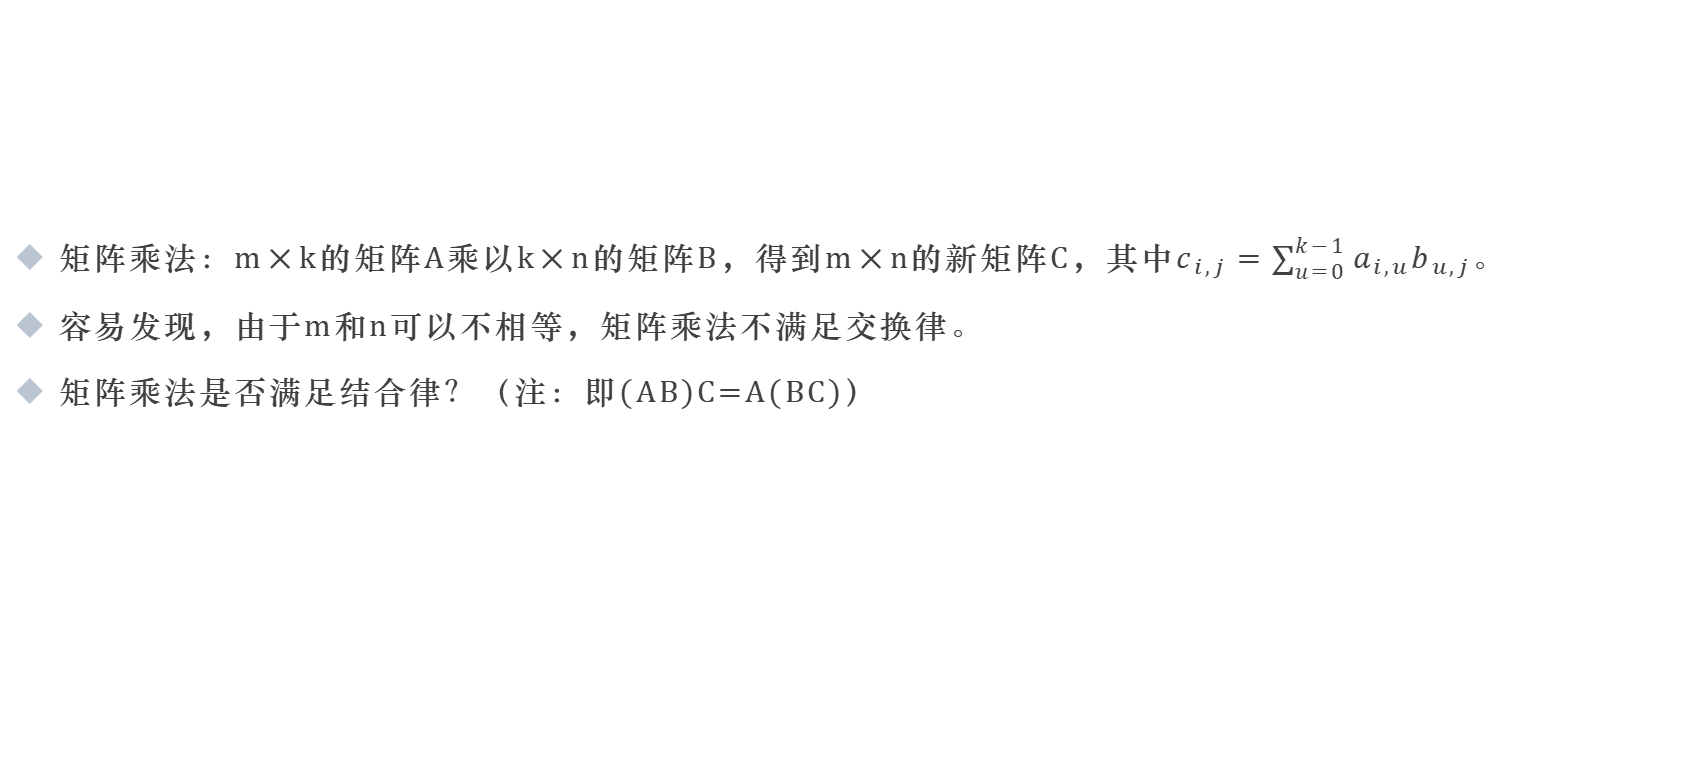 矩阵乘法：m×k的矩阵A乘以k×n的矩阵B，得到m×n的新矩阵C，其中$c_{i,j} = \sum_{u=0}^{k-1} a_{i,u} b_{u,j}$。
容易发现，由于m和n可以不相等，矩阵乘法不满足交换律。
矩阵乘法是否满足结合律？（注：即(AB)C=A(BC)）